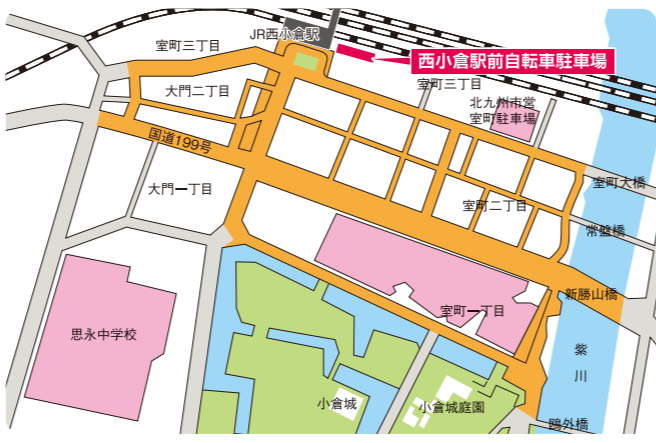 JR西小倉駅
室町三丁目
西小倉駅前自転車駐車場
室町三丁目
大門二丁目
北九州市営
室町駐車場
国道199号
大門一丁目
室町大橋
室町二丁目
常盤橋
新勝山橋
室町一丁目
思永中学校
紫川
小倉城
小倉城庭園
鴎外橋